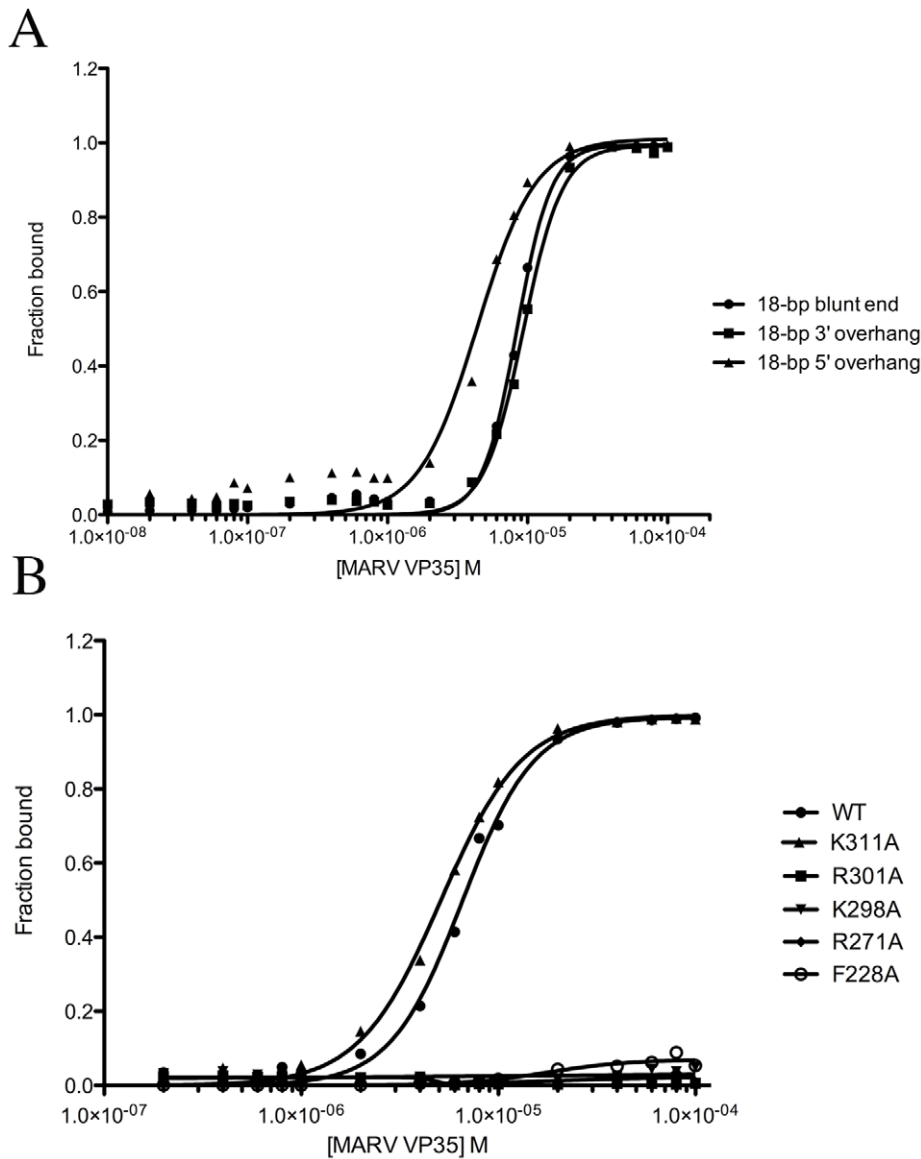 A
1.2
1.0
0.8
0.6
0.4
0.2
0.0
Fraction bound
1.0×10⁻⁰⁸
1.0×10⁻⁰⁷
1.0×10⁻⁰⁶
1.0×10⁻⁰⁵
1.0×10⁻⁰⁴
[MARV VP35] M
18-bp blunt end
18-bp 3' overhang
18-bp 5' overhang
B
1.2
1.0
0.8
0.6
0.4
0.2
0.0
Fraction bound
1.0×10⁻⁰⁷
1.0×10⁻⁰⁶
1.0×10⁻⁰⁵
1.0×10⁻⁰⁴
[MARV VP35] M
WT
K311A
R301A
K298A
R271A
F228A